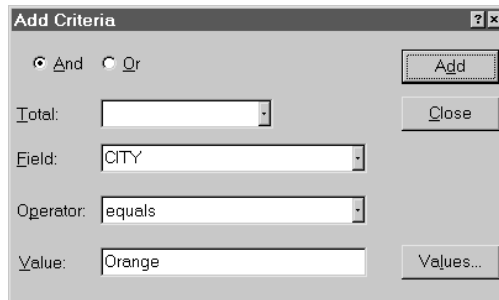 Add Criteria
And Or
Add
Total:
Close
Field: CITY
Operator: equals
Value: Orange
Values...